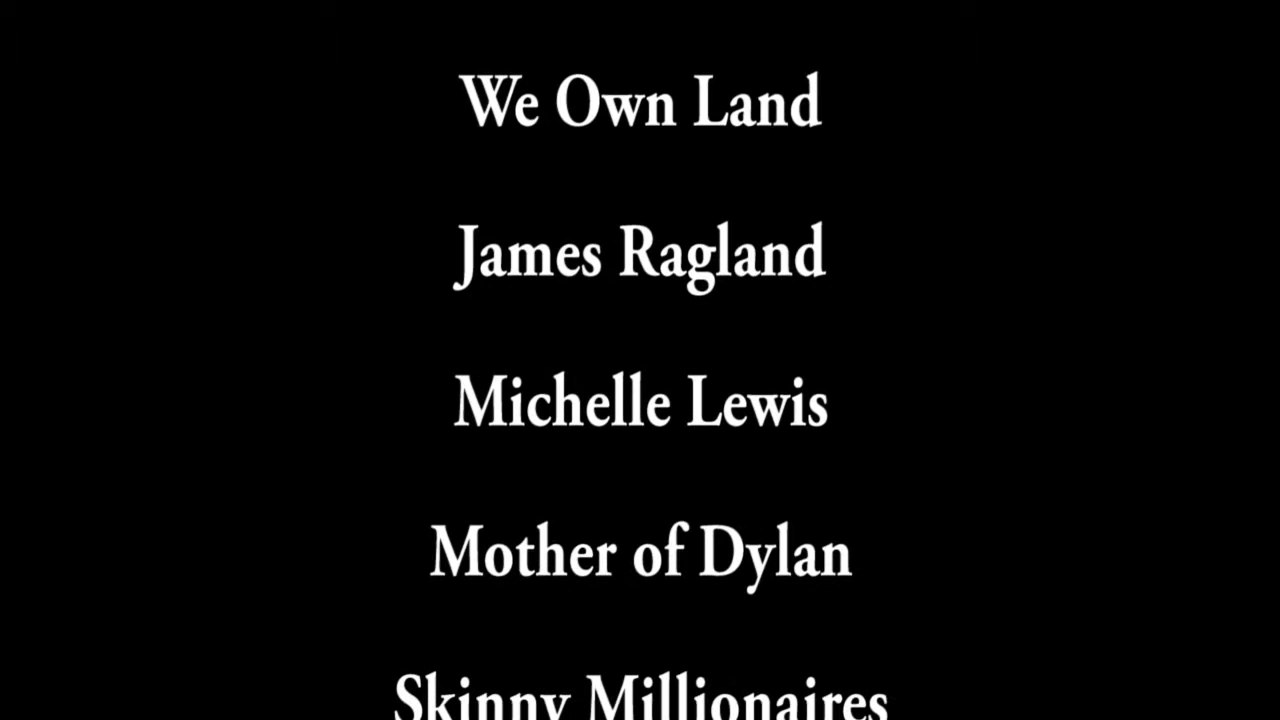 We Own Land
James Ragland
Michelle Lewis
Mother of Dylan
Skinny Millionaires